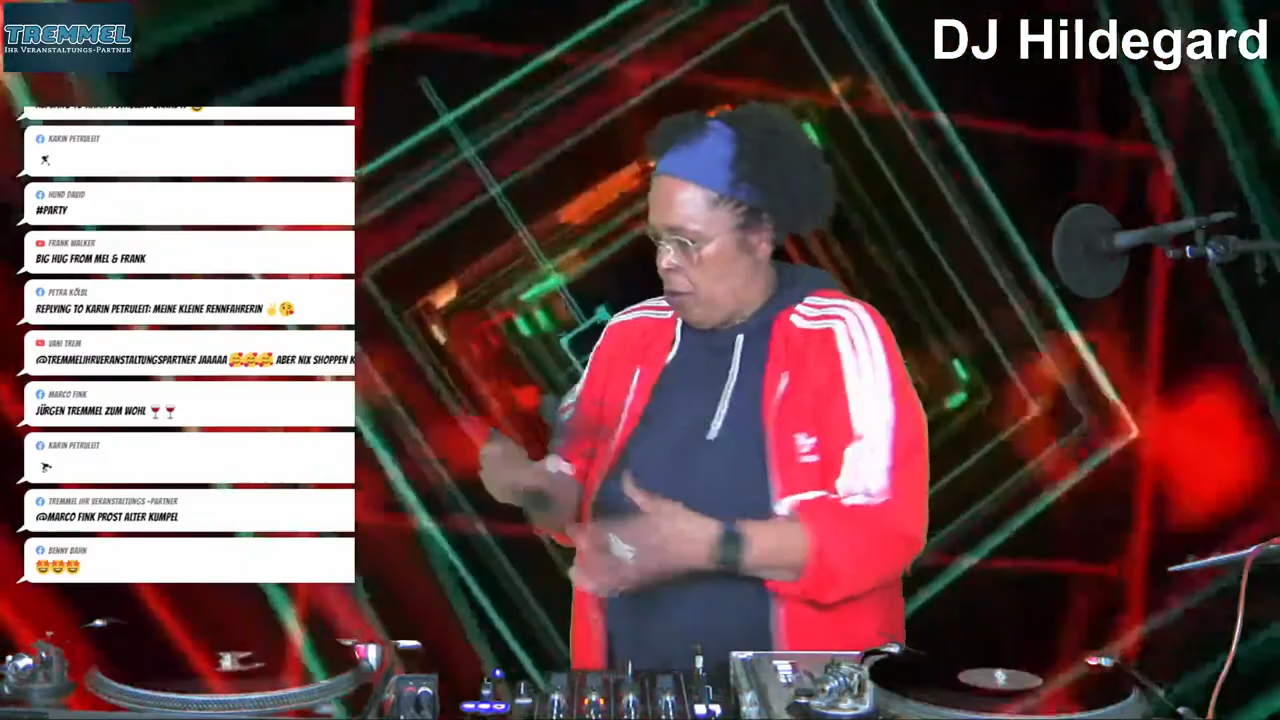 TREMMEL
IHR VERANSTALTUNGS-PARTNER
DJ Hildegard
KARIN PETRULEIT
HUND DAVID
#PARTY
FRANK WALKER
BIG HUG FROM MEL & FRANK
PETRA KÖLBL
REPLYING TO KARIN PETRULEIT: MEINE KLEINE RENNFAHRERIN ✌️😘
VANI TREM
@TREMMELIHRVERANSTALTUNGSPARTNER JAAAAA 🥰🥰🥰 ABER NIX SHOPPEN K
MARCO FINK
JÜRGEN TREMMEL ZUM WOHL 🍷🍷
KARIN PETRULEIT
TREMMEL IHR VERANSTALTUNGS -PARTNER
@MARCO FINK PROST ALTER KUMPEL
BENNY BAHN
🤩🤩🤩